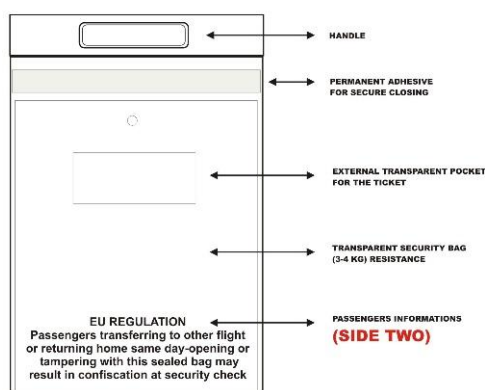 HANDLE
PERMANENT ADHESIVE
FOR SECURE CLOSING
EXTERNAL TRANSPARENT POCKET
FOR THE TICKET
TRANSPARENT SECURITY BAG
(3-4 KG) RESISTANCE
PASSENGERS INFORMATIONS
(SIDE TWO)
EU REGULATION
Passengers transferring to other flight
or returning home same day-opening or
tampering with this sealed bag may
result in confiscation at security check